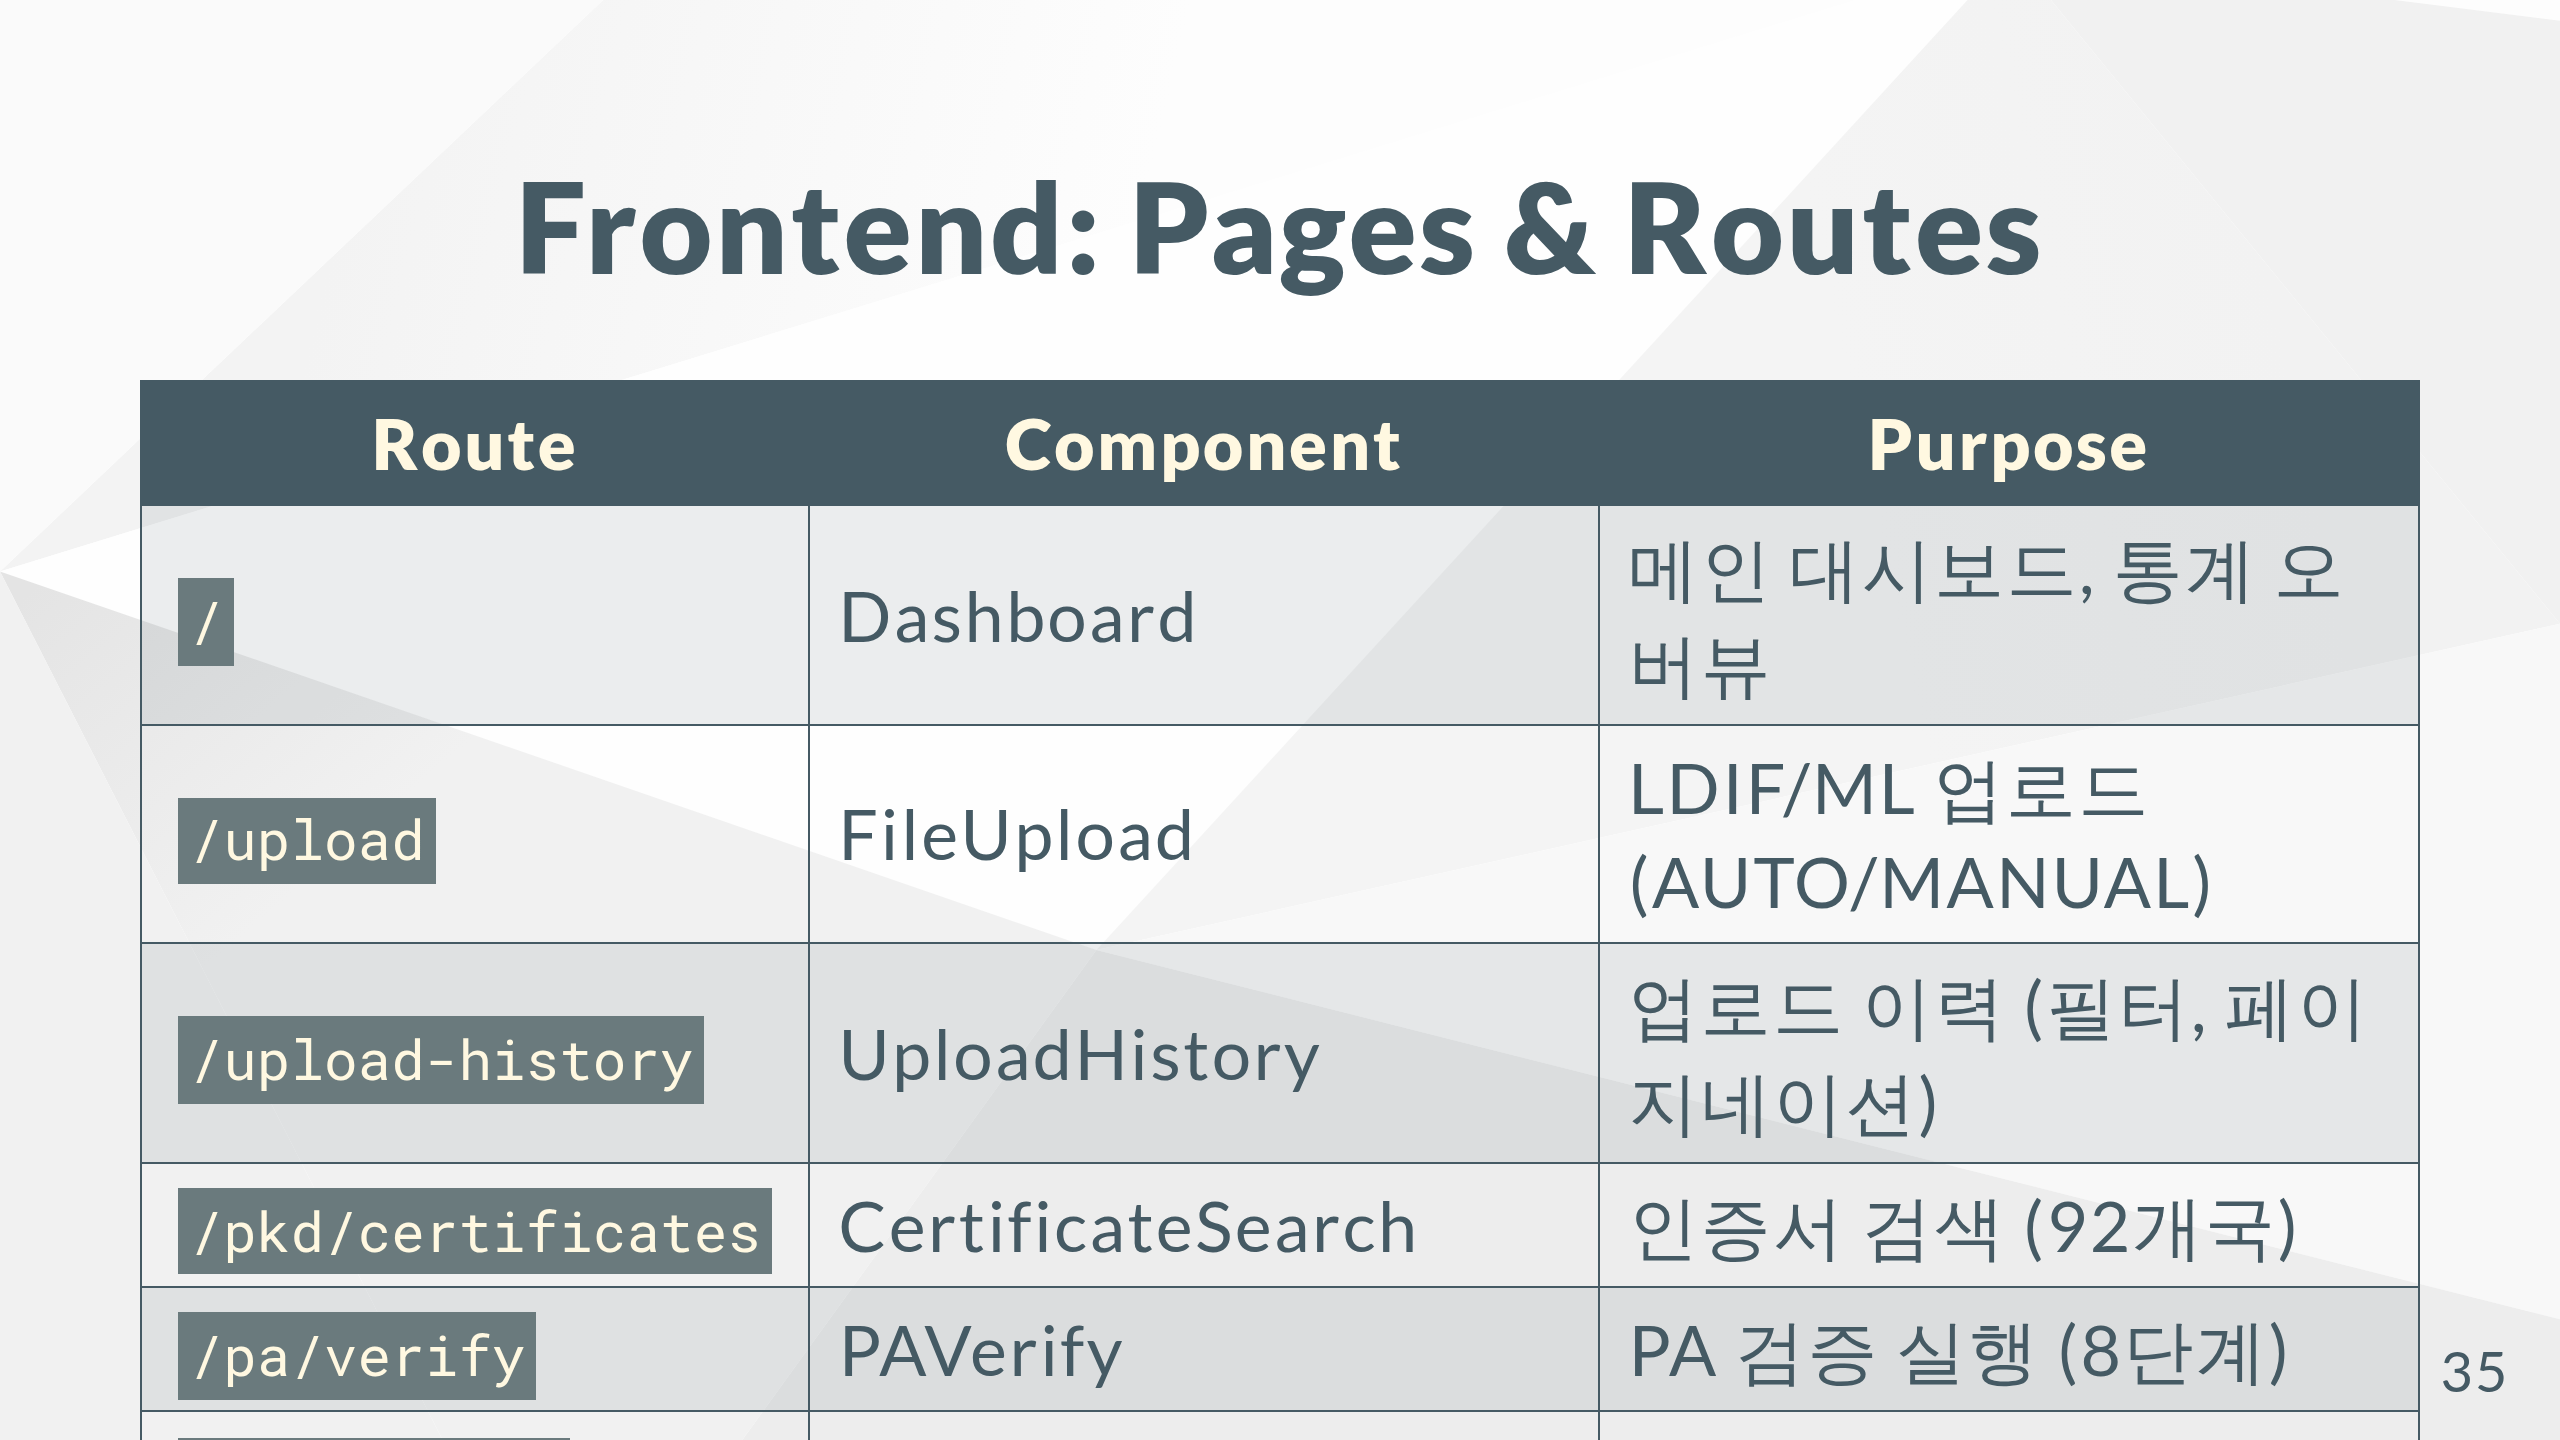 Frontend: Pages & Routes
Route Component Purpose
/ Dashboard 메인 대시보드, 통계 오
버뷰
/upload FileUpload LDIF/ML 업로드
(AUTO/MANUAL)
/upload-history UploadHistory 업로드 이력 (필터, 페이
지네이션)
/pkd/certificates CertificateSearch 인증서 검색 (92개국)
/pa/verify PAVerify PA 검증 실행 (8단계)
35